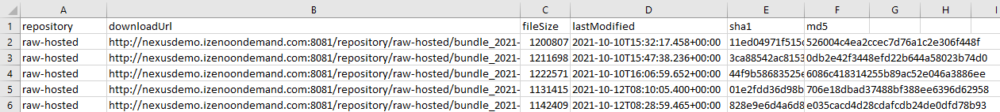 A B C D E F G H I
1 repository downloadUrl fileSize lastModified sha1 md5
2 raw-hosted http://nexusdemo.izenoondemand.com:8081/repository/raw-hosted/bundle_2021- 1200807 2021-10-10T15:32:17.458+00:00 11ed04971f515c 526004c4ea2ccec7d76a1c2e306f448f
3 raw-hosted http://nexusdemo.izenoondemand.com:8081/repository/raw-hosted/bundle_2021- 1211698 2021-10-10T15:47:38.236+00:00 3ca88542ac8153 0db2e42f3448efd22b644a58023b74d0
4 raw-hosted http://nexusdemo.izenoondemand.com:8081/repository/raw-hosted/bundle_2021- 1222571 2021-10-10T16:06:59.652+00:00 44f9b58683525e 6086c418314255b89ac52e046a3886ee
5 raw-hosted http://nexusdemo.izenoondemand.com:8081/repository/raw-hosted/bundle_2021- 1131415 2021-10-12T08:10:05.400+00:00 01e2fdd36d98b 706e18dbad37488bf388ee6396d62958
6 raw-hosted http://nexusdemo.izenoondemand.com:8081/repository/raw-hosted/bundle_2021- 1142409 2021-10-12T08:28:59.465+00:00 828e9e6d4a6d8 e035cacd4d28cdafcdb24de0dfd78b93